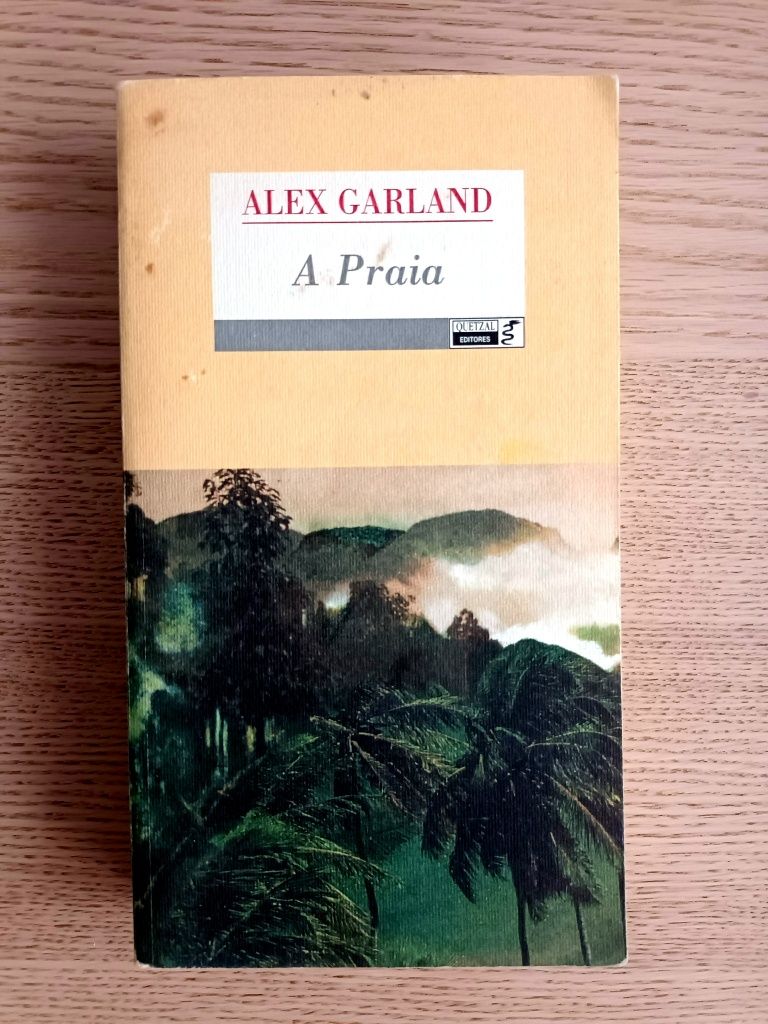 ALEX GARLAND
A Praia
QUETZAL
EDITORES